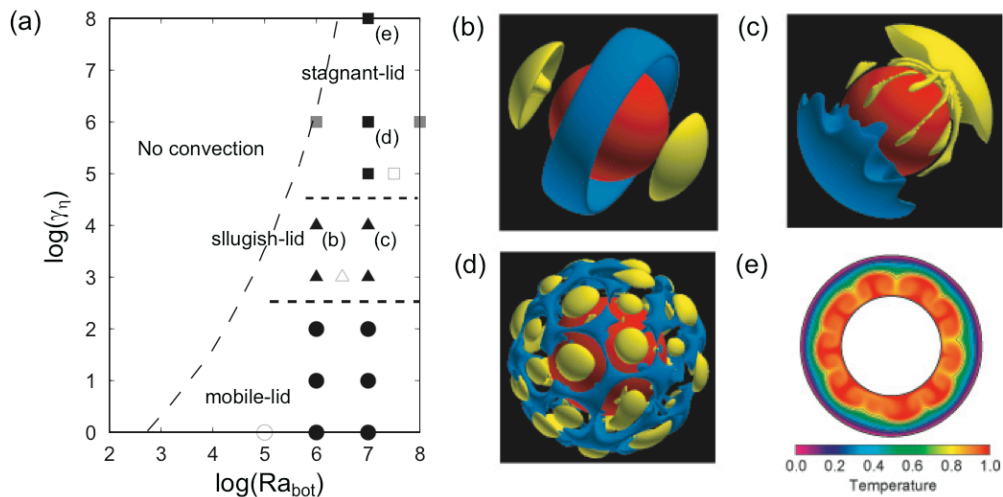 (a)
log(γη)
8
7
6
5
4
3
2
1
0
2 3 4 5 6 7 8
log(Rabot)
No convection
stagnant-lid
sllugish-lid
mobile-lid
(e)
(d)
(b) (c)
(b)
(c)
(d)
(e)
0.0 0.2 0.4 0.6 0.8 1.0
Temperature